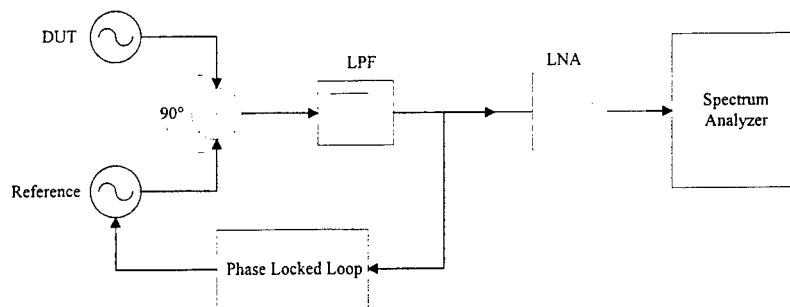 DUT
LPF
LNA
90°
Spectrum
Analyzer
Reference
Phase Locked Loop